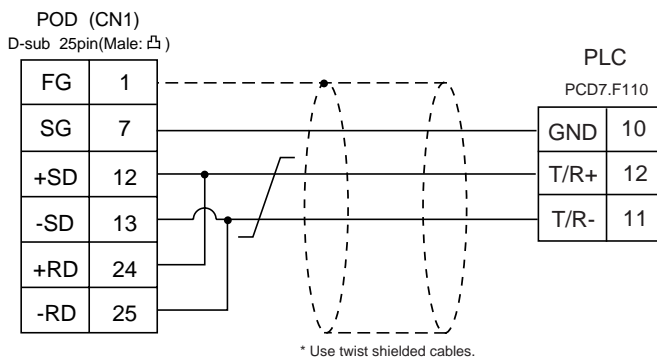 POD (CN1)
D-sub 25pin(Male: 凸)
FG 1
SG 7
+SD 12
-SD 13
+RD 24
-RD 25
PLC
PCD7.F110
GND 10
T/R+ 12
T/R- 11
* Use twist shielded cables.